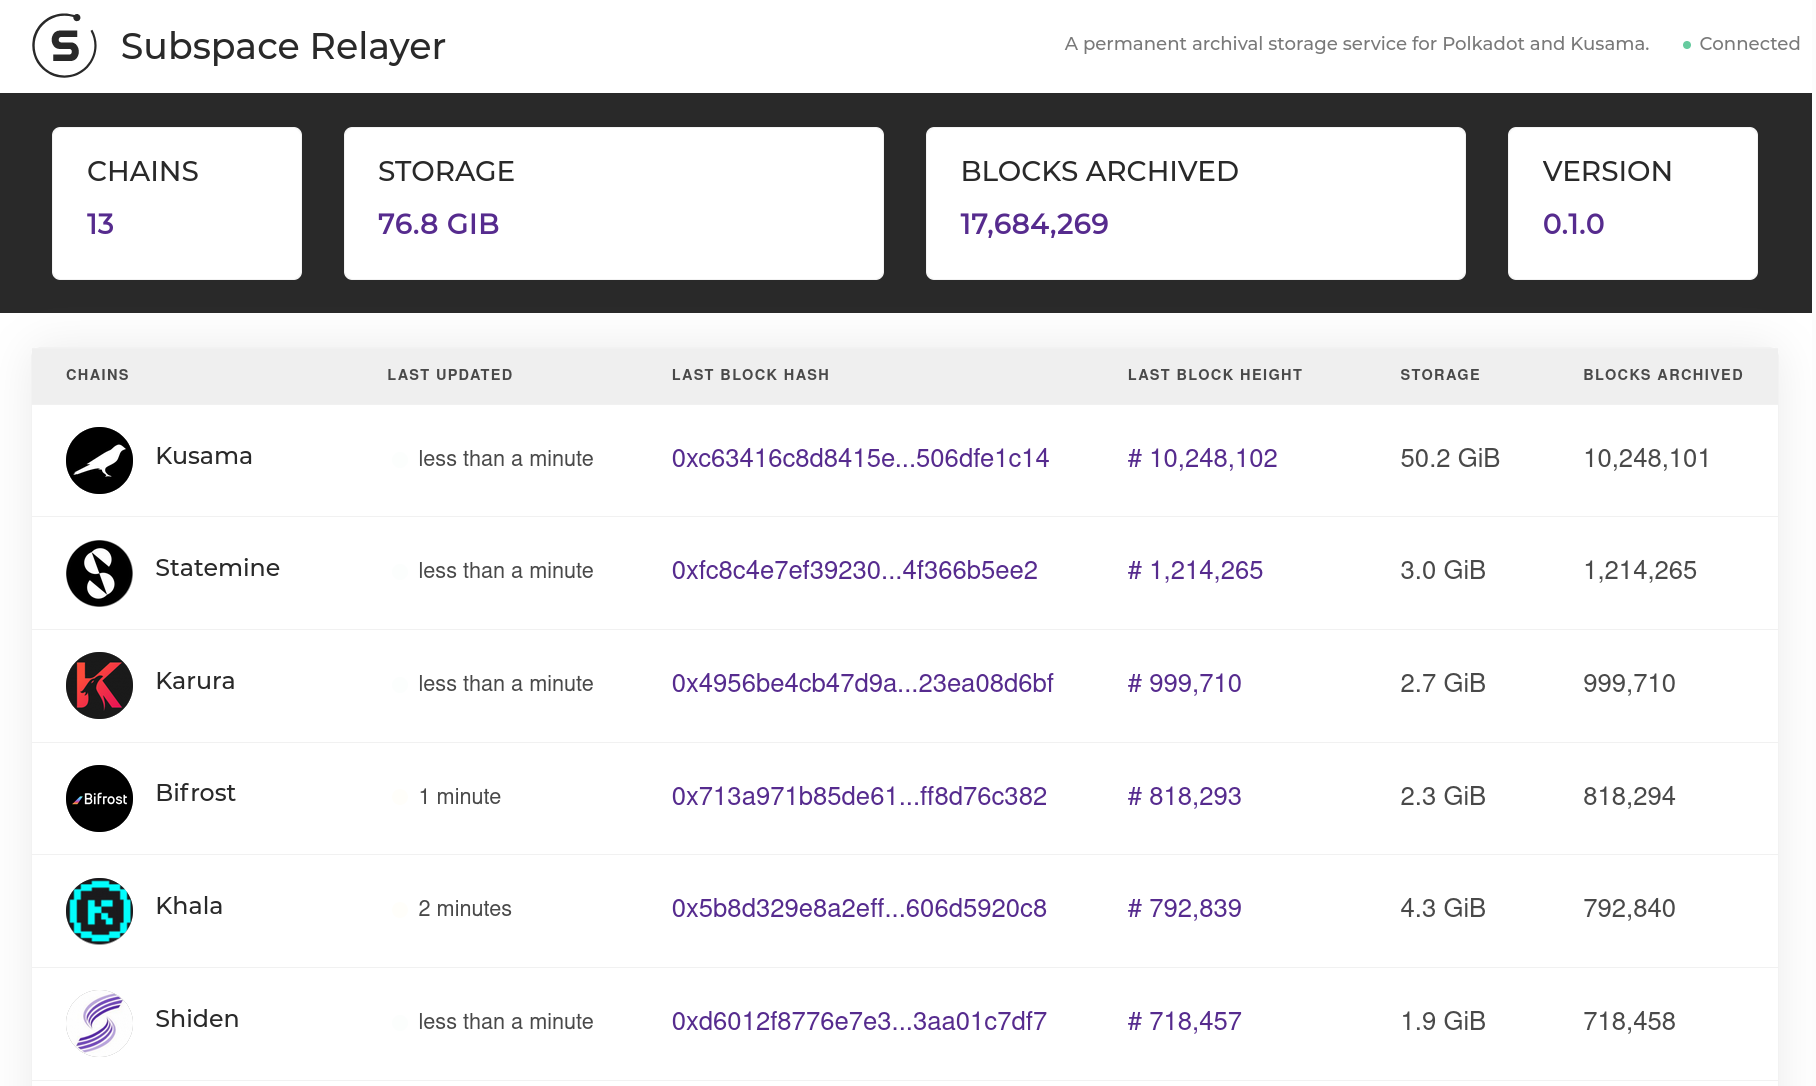 Subspace Relayer
A permanent archival storage service for Polkadot and Kusama.
Connected
CHAINS
13
STORAGE
76.8 GIB
BLOCKS ARCHIVED
17,684,269
VERSION
0.1.0
CHAINS LAST UPDATED LAST BLOCK HASH LAST BLOCK HEIGHT STORAGE BLOCKS ARCHIVED
Kusama less than a minute 0xc63416c8d8415e...506dfe1c14 # 10,248,102 50.2 GiB 10,248,101
Statemine less than a minute 0xfc8c4e7ef39230...4f366b5ee2 # 1,214,265 3.0 GiB 1,214,265
Karura less than a minute 0x4956be4cb47d9a...23ea08d6bf # 999,710 2.7 GiB 999,710
Bifrost
Bifrost 1 minute 0x713a971b85de61...ff8d76c382 # 818,293 2.3 GiB 818,294
Khala 2 minutes 0x5b8d329e8a2eff...606d5920c8 # 792,839 4.3 GiB 792,840
Shiden less than a minute 0xd6012f8776e7e3...3aa01c7df7 # 718,457 1.9 GiB 718,458